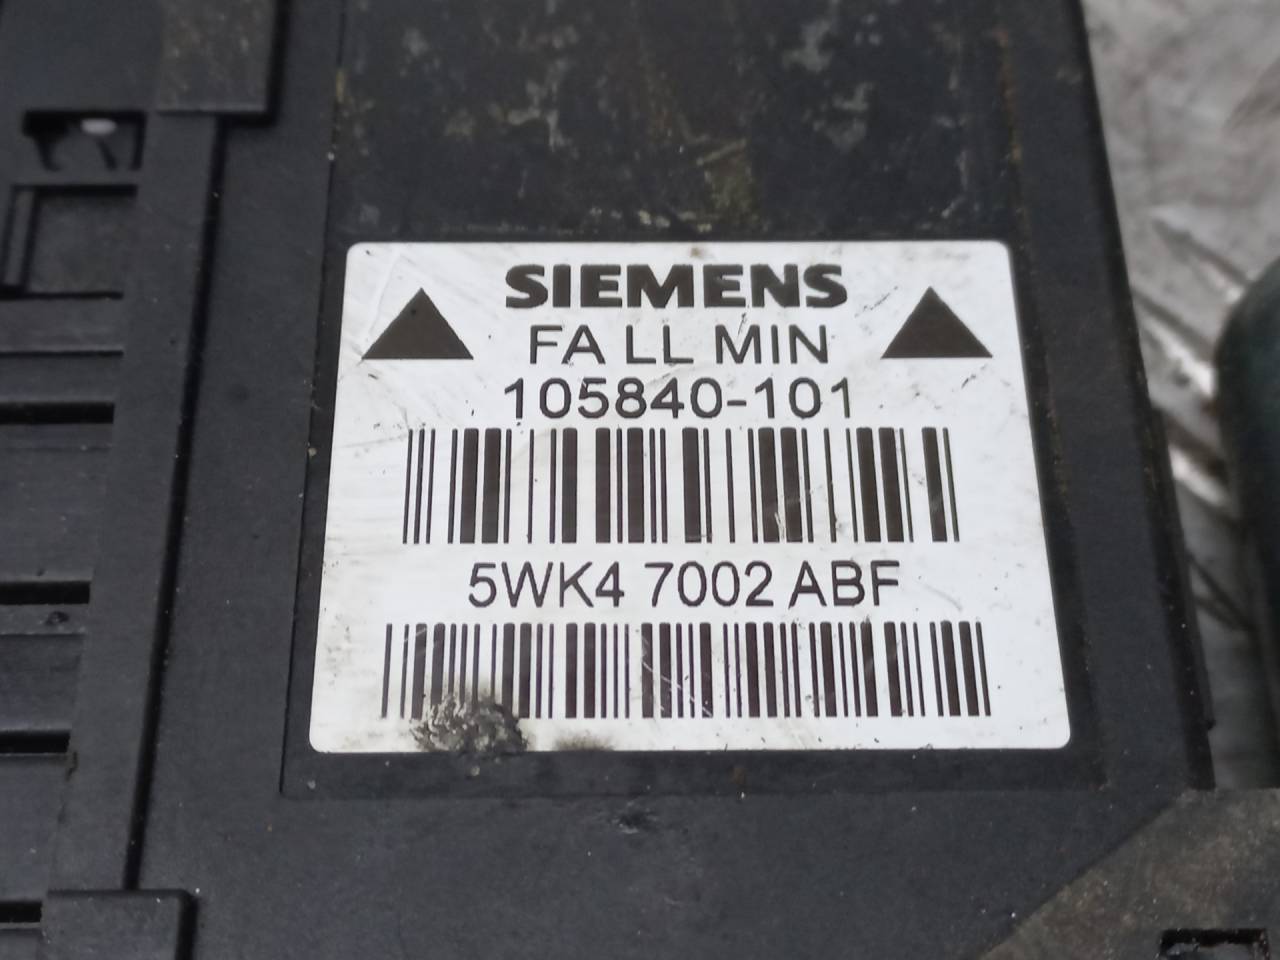 SIEMENS
FA LL MIN
105840-101
5WK4 7002 ABF